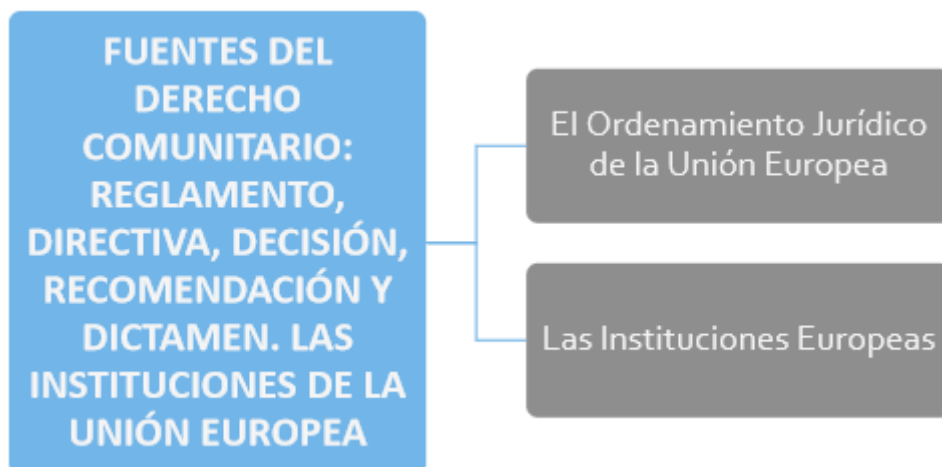 FUENTES DEL
DERECHO
COMUNITARIO:
REGLAMENTO,
DIRECTIVA, DECISIÓN,
RECOMENDACIÓN Y
DICTAMEN. LAS
INSTITUCIONES DE LA
UNIÓN EUROPEA
El Ordenamiento Jurídico
de la Unión Europea
Las Instituciones Europeas